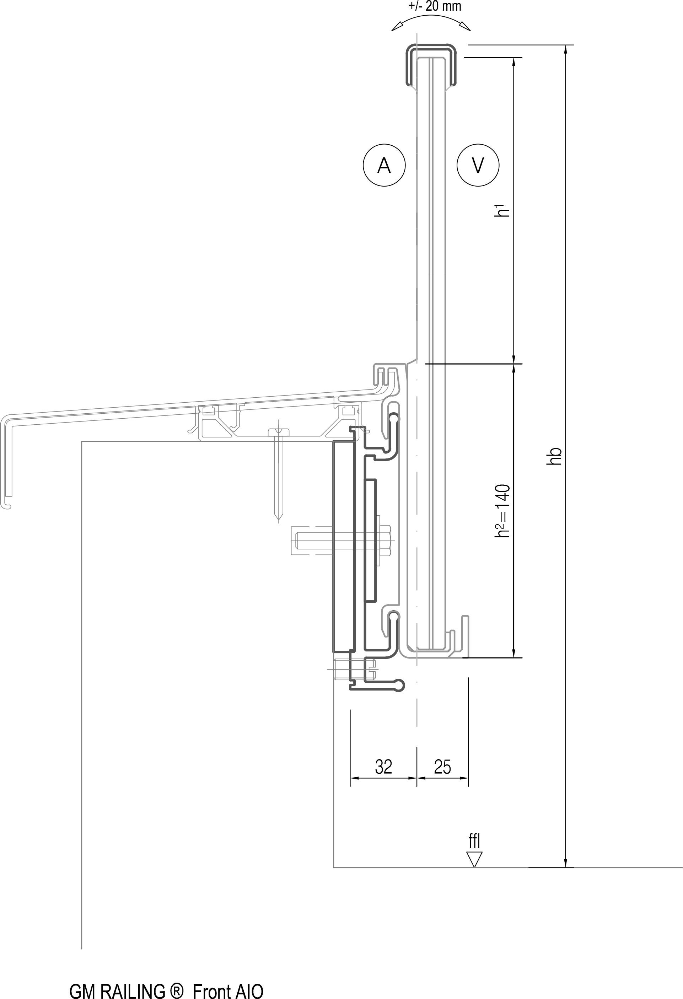 +/- 20 mm
A
V
h1
hb
h2=140
32
25
ffl
GM RAILING ® Front AIO